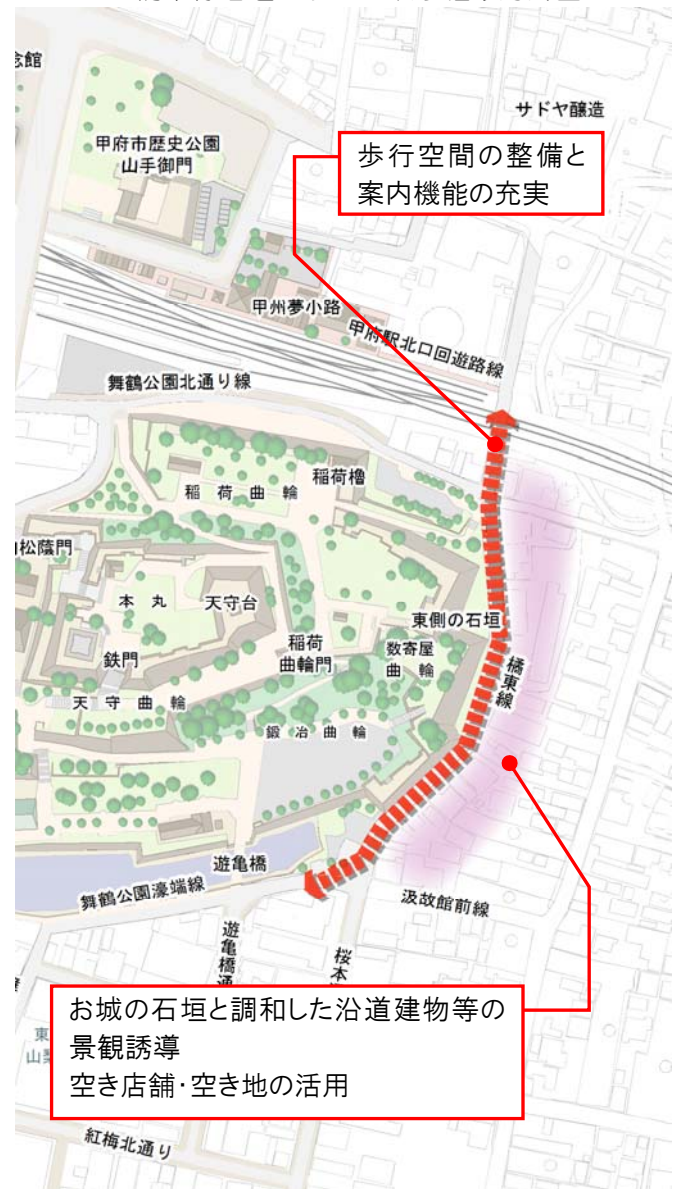 念館
サドヤ醸造
甲府市歴史公園
山手御門
歩行空間の整備と
案内機能の充実
甲州夢小路
甲府駅北口回遊路線
舞鶴公園北通り線
稲荷櫓
稲荷曲輪
松蔭門
本丸
天守台
東側の石垣
稲荷
曲輪門
数寄屋
曲輪
鉄門
橘東線
天守曲輪
鍛冶曲輪
遊亀橋
舞鶴公園濠端線
汲故館前線
遊亀橋通
桜本
お城の石垣と調和した沿道建物等の
景観誘導
空き店舗・空き地の活用
東
山
紅梅北通り